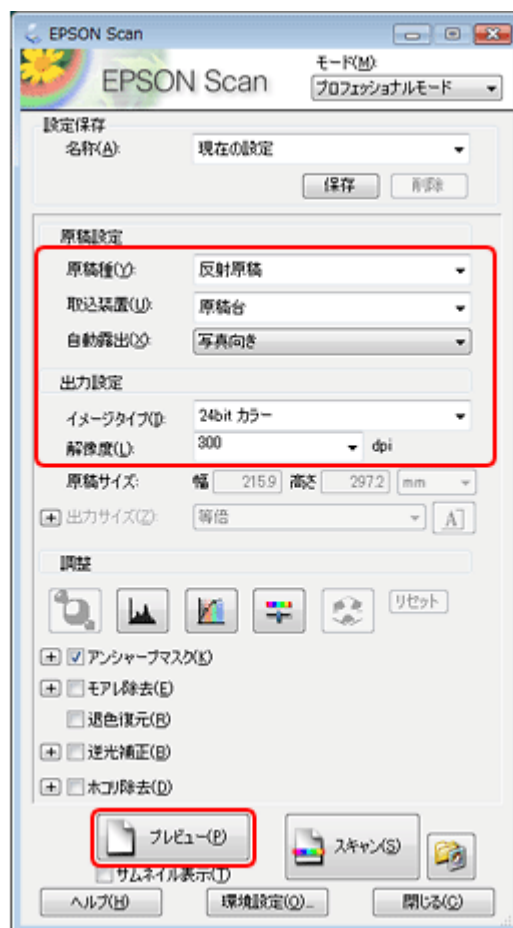 EPSON Scan
EPSON Scan
モード(M):
プロフェッショナルモード
設定保存
名称(A): 現在の設定
保存 削除
原稿設定
原稿種(Y): 反射原稿
取込装置(U): 原稿台
自動露出(X): 写真向き
出力設定
イメージタイプ(I): 24bit カラー
解像度(L): 300 dpi
原稿サイズ: 幅 215.9 高さ 297.2 mm
出力サイズ(Z): 等倍
調整
リセット
アンシャープマスク(K)
モアレ除去(E)
退色復元(R)
逆光補正(B)
ホコリ除去(D)
プレビュー(P) スキャン(S)
サムネイル表示(T)
ヘルプ(H) 環境設定(O)... 閉じる(C)